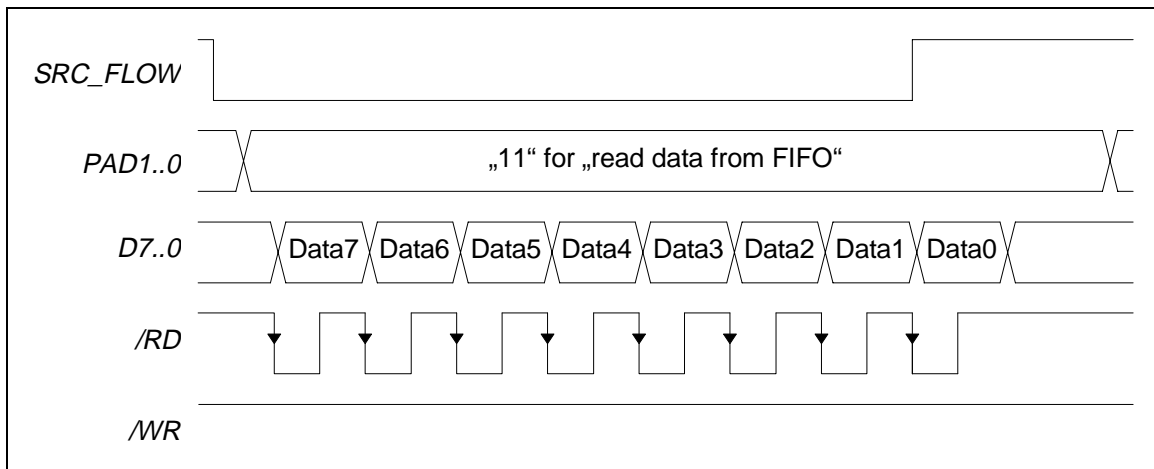 SRC_FLOW
PAD1..0
„11“ for „read data from FIFO“
D7..0
Data7 Data6 Data5 Data4 Data3 Data2 Data1 Data0
/RD
/WR